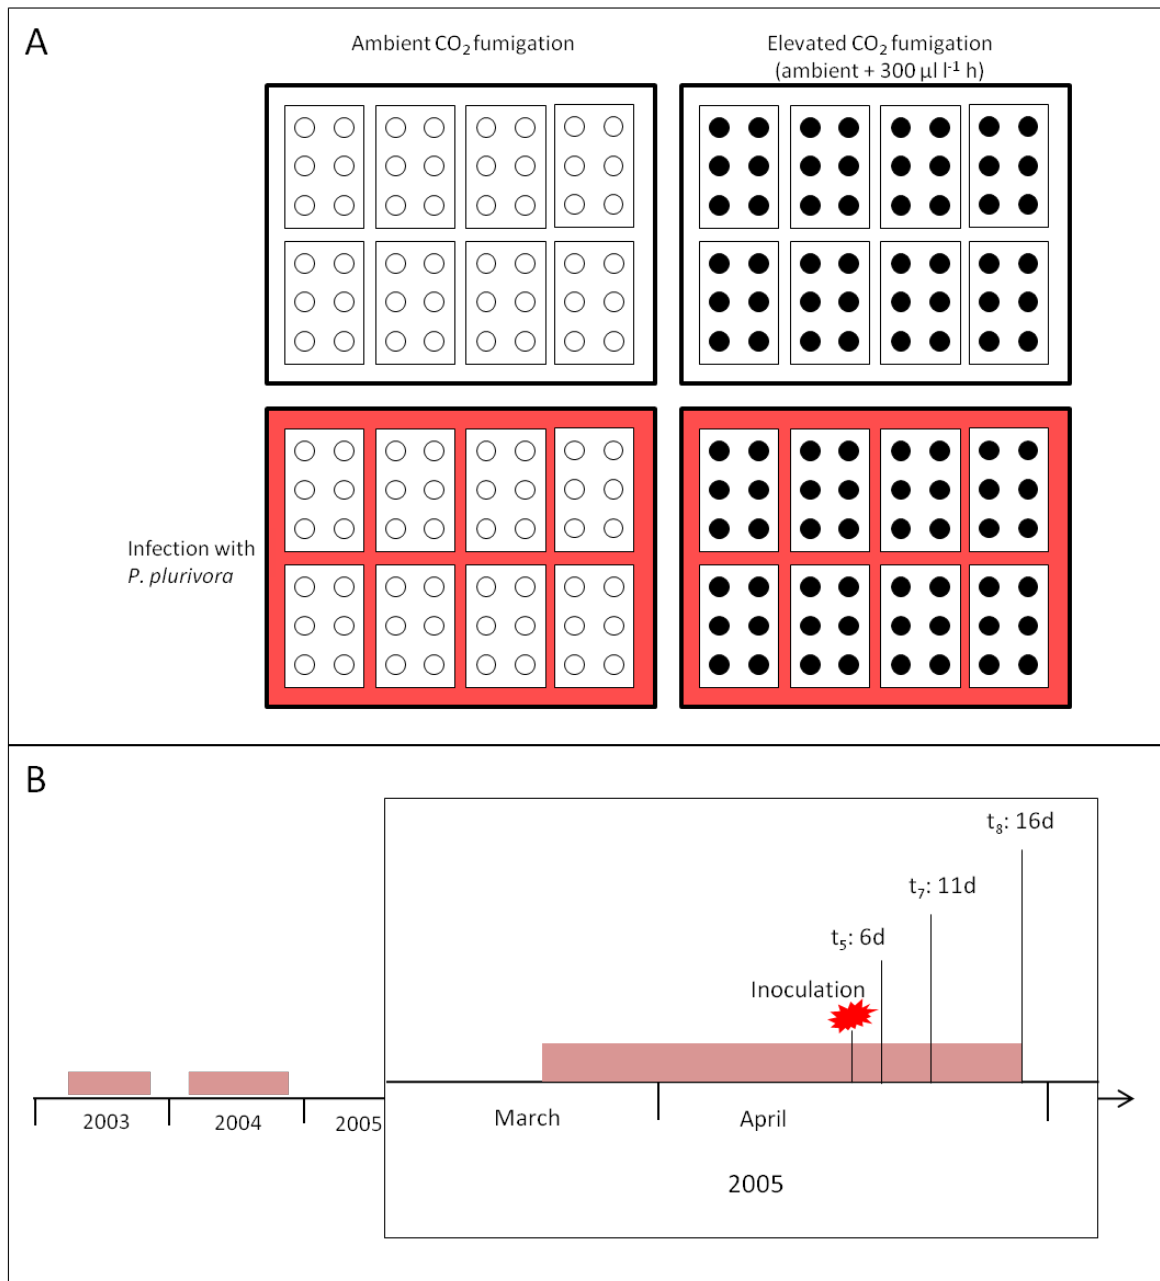 A
Ambient CO₂ fumigation
Elevated CO₂ fumigation
(ambient + 300 µl l⁻¹ h)
Infection with
P. plurivora
B
t₈: 16d
t₇: 11d
t₅: 6d
Inoculation
2003
2004
2005
March
April
2005